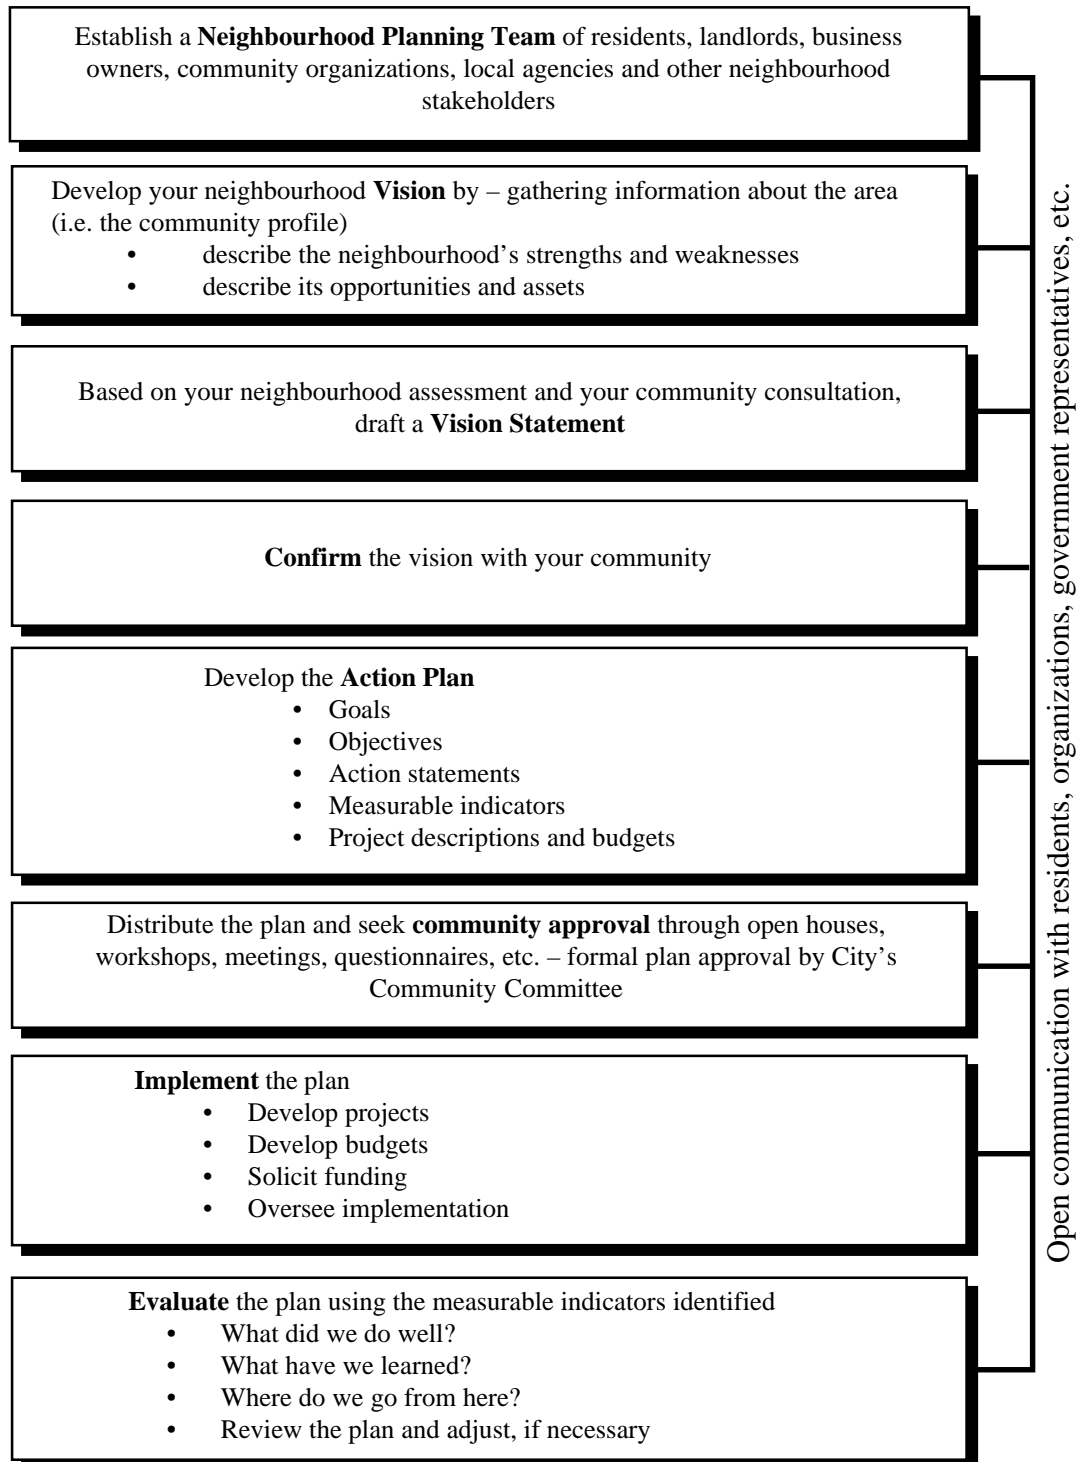 Establish a Neighbourhood Planning Team of residents, landlords, business
owners, community organizations, local agencies and other neighbourhood
stakeholders
Develop your neighbourhood Vision by – gathering information about the area
(i.e. the community profile)
• describe the neighbourhood’s strengths and weaknesses
• describe its opportunities and assets
Based on your neighbourhood assessment and your community consultation,
draft a Vision Statement
Confirm the vision with your community
Develop the Action Plan
• Goals
• Objectives
• Action statements
• Measurable indicators
• Project descriptions and budgets
Distribute the plan and seek community approval through open houses,
workshops, meetings, questionnaires, etc. – formal plan approval by City’s
Community Committee
Implement the plan
• Develop projects
• Develop budgets
• Solicit funding
• Oversee implementation
Evaluate the plan using the measurable indicators identified
• What did we do well?
• What have we learned?
• Where do we go from here?
• Review the plan and adjust, if necessary
Open communication with residents, organizations, government representatives, etc.